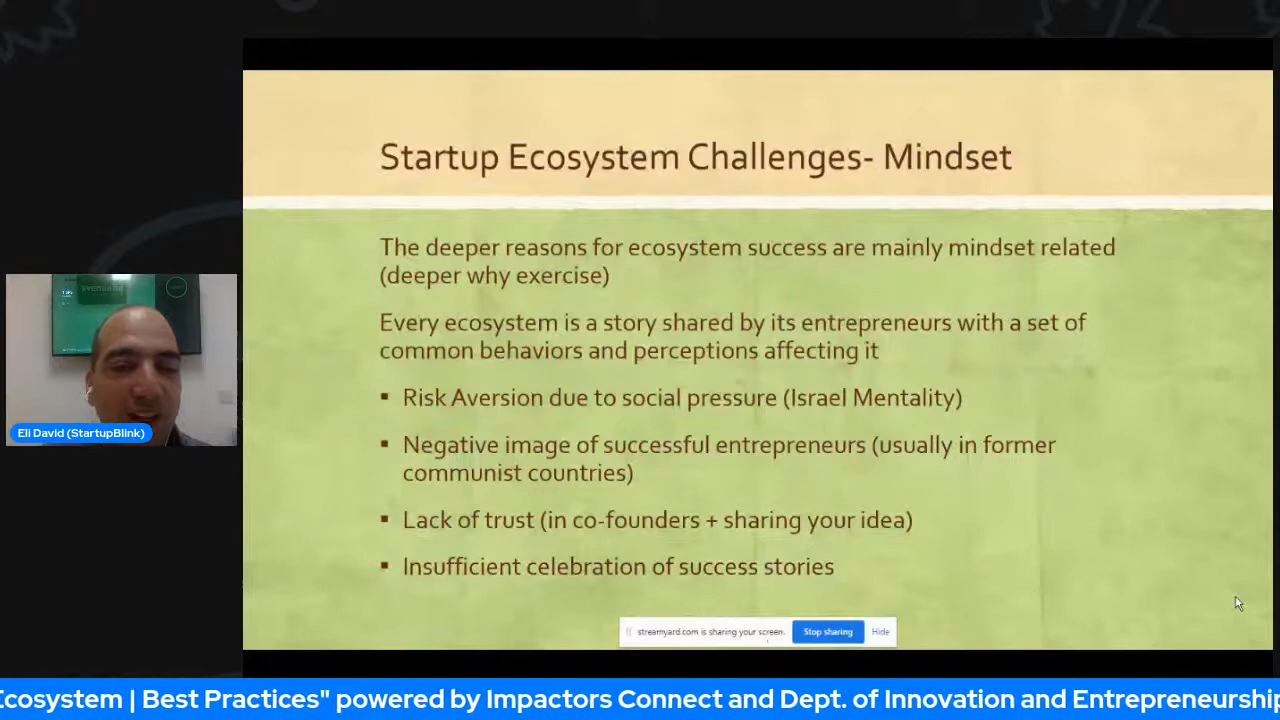 Startup Ecosystem Challenges- Mindset
The deeper reasons for ecosystem success are mainly mindset related
(deeper why exercise)
Every ecosystem is a story shared by its entrepreneurs with a set of
common behaviors and perceptions affecting it
▪ Risk Aversion due to social pressure (Israel Mentality)
▪ Negative image of successful entrepreneurs (usually in former
communist countries)
▪ Lack of trust (in co-founders + sharing your idea)
▪ Insufficient celebration of success stories
Eli David (StartupBlink)
streamyard.com is sharing your screen.
Stop sharing
Hide
Ecosystem | Best Practices" powered by Impactors Connect and Dept. of Innovation and Entrepreneurship